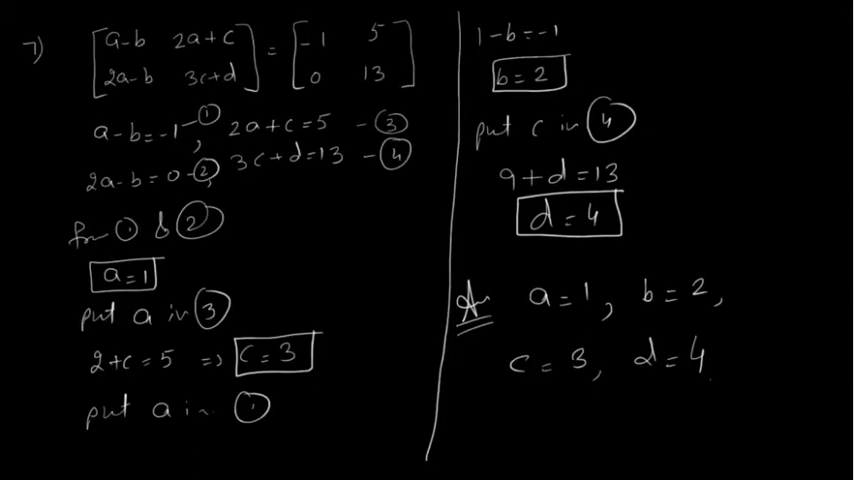 7) [a-b 2a+c] = [-1 5]
[2a-b 3c+d] [0 13]
a-b=-1 -①, 2a+c=5 -③
2a-b=0 -②, 3c+d=13 -④
from ① & ②
a=1
put a in ③
2+c=5 => c=3
put a in ①
1-b=-1
b=2
put c in ④
9+d=13
d=4
Ans a=1, b=2,
c=3, d=4